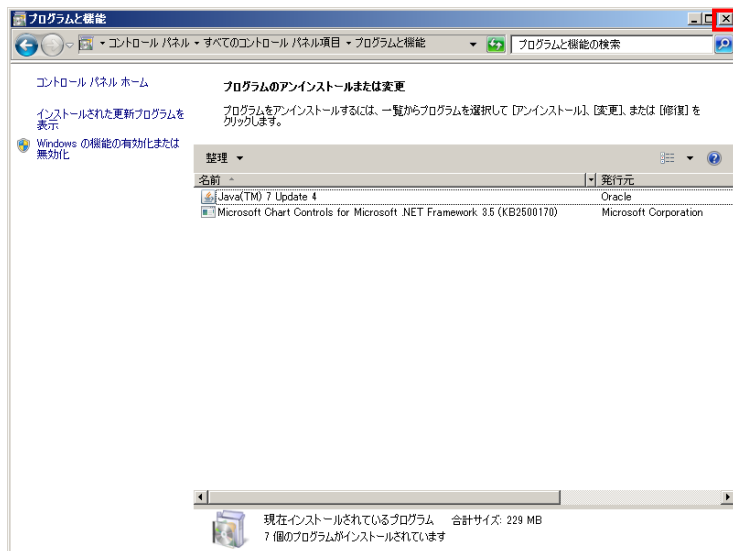 プログラムと機能
コントロール パネル ▾ すべてのコントロール パネル項目 ▾ プログラムと機能
プログラムと機能の検索
コントロール パネル ホーム
インストールされた更新プログラムを
表示
Windows の機能の有効化または
無効化
プログラムのアンインストールまたは変更
プログラムをアンインストールするには、一覧からプログラムを選択して [アンインストール]、[変更]、または [修復] を
クリックします。
整理 ▾
名前 発行元
Java(TM) 7 Update 4 Oracle
Microsoft Chart Controls for Microsoft .NET Framework 3.5 (KB2500170) Microsoft Corporation
現在インストールされているプログラム 合計サイズ: 229 MB
7 個のプログラムがインストールされています